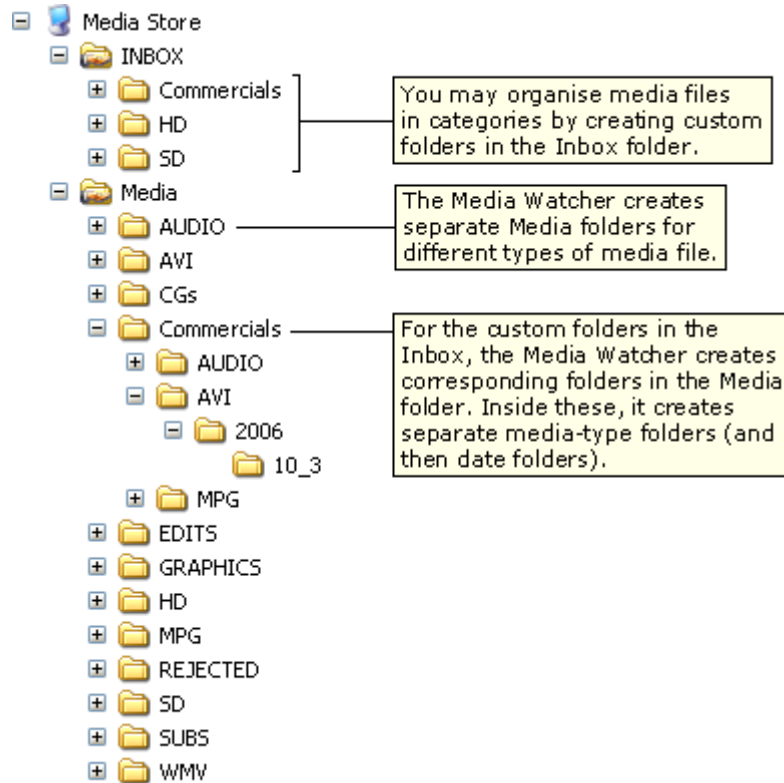 Media Store
INBOX
Commercials
HD
SD
You may organise media files
in categories by creating custom
folders in the Inbox folder.
Media
AUDIO
The Media Watcher creates
separate Media folders for
different types of media file.
AVI
CGs
Commercials
For the custom folders in the
Inbox, the Media Watcher creates
corresponding folders in the Media
folder. Inside these, it creates
separate media-type folders (and
then date folders).
AUDIO
AVI
2006
10_3
MPG
EDITS
GRAPHICS
HD
MPG
REJECTED
SD
SUBS
WMV